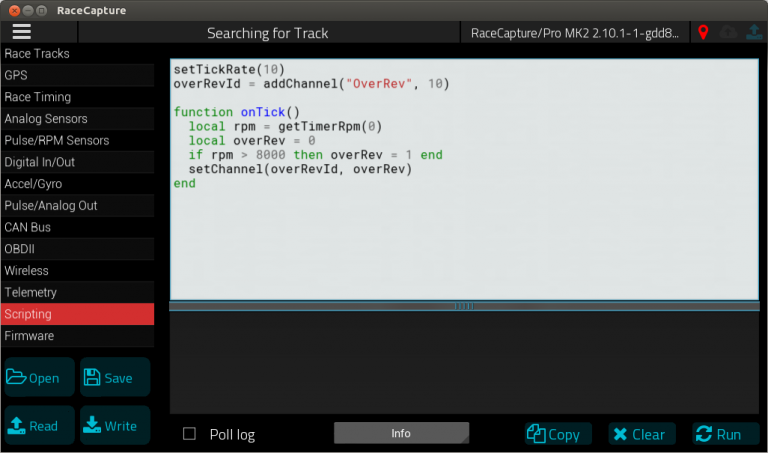 RaceCapture
Searching for Track
RaceCapture/Pro MK2 2.10.1-1-gdd8...
Race Tracks
GPS
Race Timing
Analog Sensors
Pulse/RPM Sensors
Digital In/Out
Accel/Gyro
Pulse/Analog Out
CAN Bus
OBDII
Wireless
Telemetry
Scripting
Firmware
Open
Save
Read
Write
setTickRate(10)
overRevId = addChannel("OverRev", 10)
function onTick()
  local rpm = getTimerRpm(0)
  local overRev = 0
  if rpm > 8000 then overRev = 1 end
  setChannel(overRevId, overRev)
end
Poll log
Info
Copy
Clear
Run